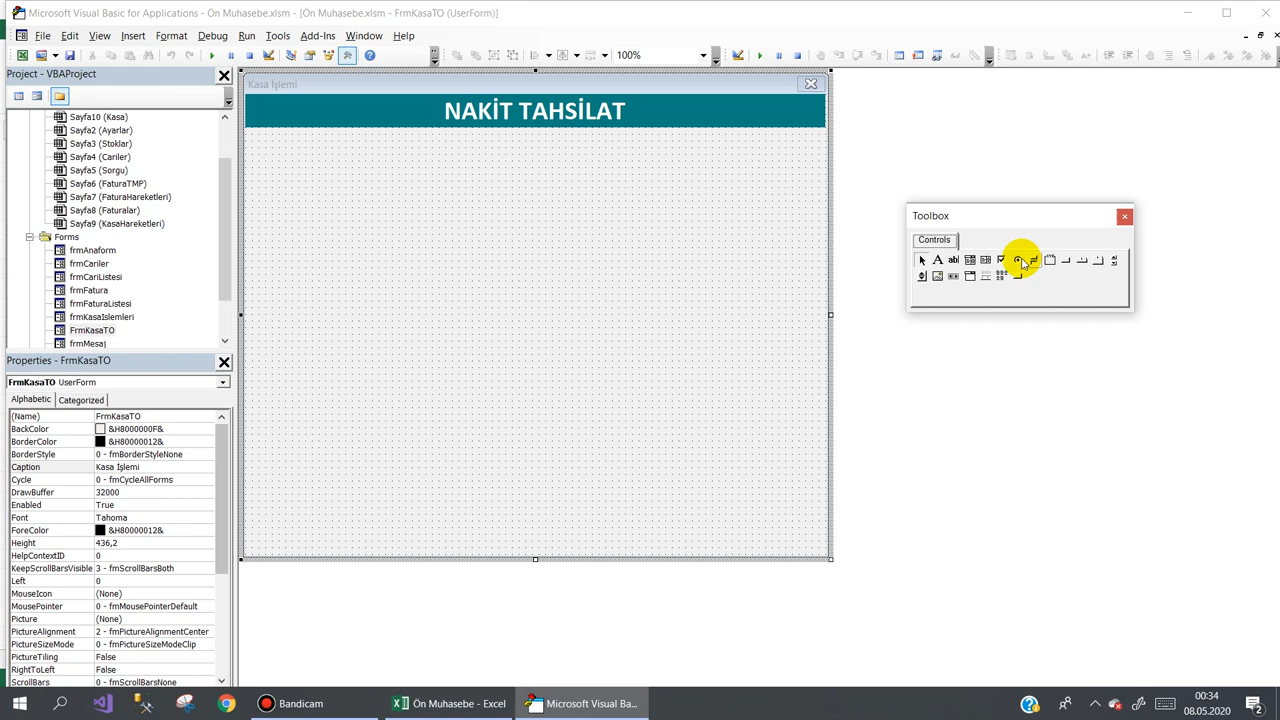 Microsoft Visual Basic for Applications - Ön Muhasebe.xlsm - [Ön Muhasebe.xlsm - FrmKasaTO (UserForm)]
File Edit View Insert Format Debug Run Tools Add-Ins Window Help
100%
Project - VBAProject
Sayfa10 (Kasa)
Sayfa2 (Ayarlar)
Sayfa3 (Stoklar)
Sayfa4 (Cariler)
Sayfa5 (Sorgu)
Sayfa6 (FaturaTMP)
Sayfa7 (FaturaHareketleri)
Sayfa8 (Faturalar)
Sayfa9 (KasaHareketleri)
Forms
frmAnaform
frmCariler
frmCariListesi
frmFatura
frmFaturaListesi
frmKasaIslemleri
FrmKasaTO
frmMesaj
Properties - FrmKasaTO
FrmKasaTO UserForm
Alphabetic Categorized
(Name) FrmKasaTO
BackColor &H8000000F&
BorderColor &H80000012&
BorderStyle 0 - fmBorderStyleNone
Caption Kasa İşlemi
Cycle 0 - fmCycleAllForms
DrawBuffer 32000
Enabled True
Font Tahoma
ForeColor &H80000012&
Height 436,2
HelpContextID 0
KeepScrollBarsVisible 3 - fmScrollBarsBoth
Left 0
MouseIcon (None)
MousePointer 0 - fmMousePointerDefault
Picture (None)
PictureAlignment 2 - fmPictureAlignmentCenter
PictureSizeMode 0 - fmPictureSizeModeClip
PictureTiling False
RightToLeft False
ScrollBars 0 - fmScrollBarsNone
Kasa İşlemi
NAKİT TAHSİLAT
Toolbox
Controls
A abl
Bandicam
Ön Muhasebe - Excel
Microsoft Visual Ba...
00:34
08.05.2020
2